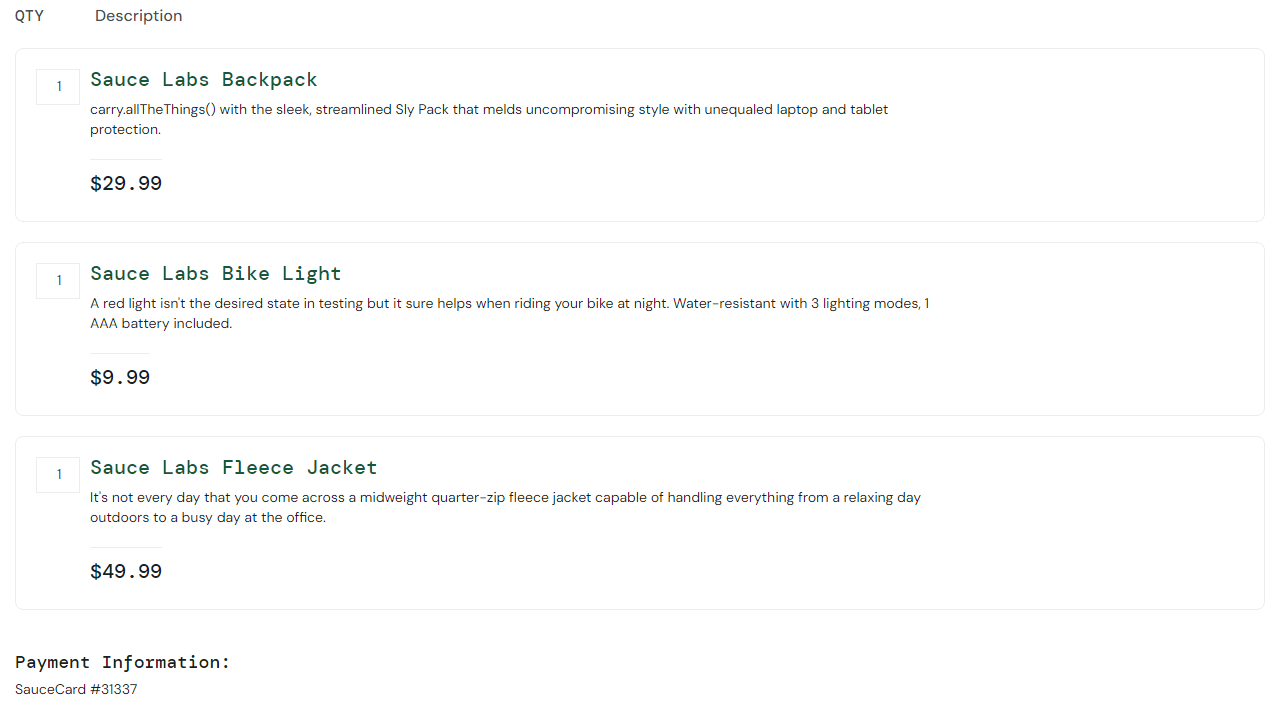 QTY Description
1 Sauce Labs Backpack
carry.allTheThings() with the sleek, streamlined Sly Pack that melds uncompromising style with unequaled laptop and tablet
protection.
$29.99
1 Sauce Labs Bike Light
A red light isn't the desired state in testing but it sure helps when riding your bike at night. Water-resistant with 3 lighting modes, 1
AAA battery included.
$9.99
1 Sauce Labs Fleece Jacket
It's not every day that you come across a midweight quarter-zip fleece jacket capable of handling everything from a relaxing day
outdoors to a busy day at the office.
$49.99
Payment Information:
SauceCard #31337